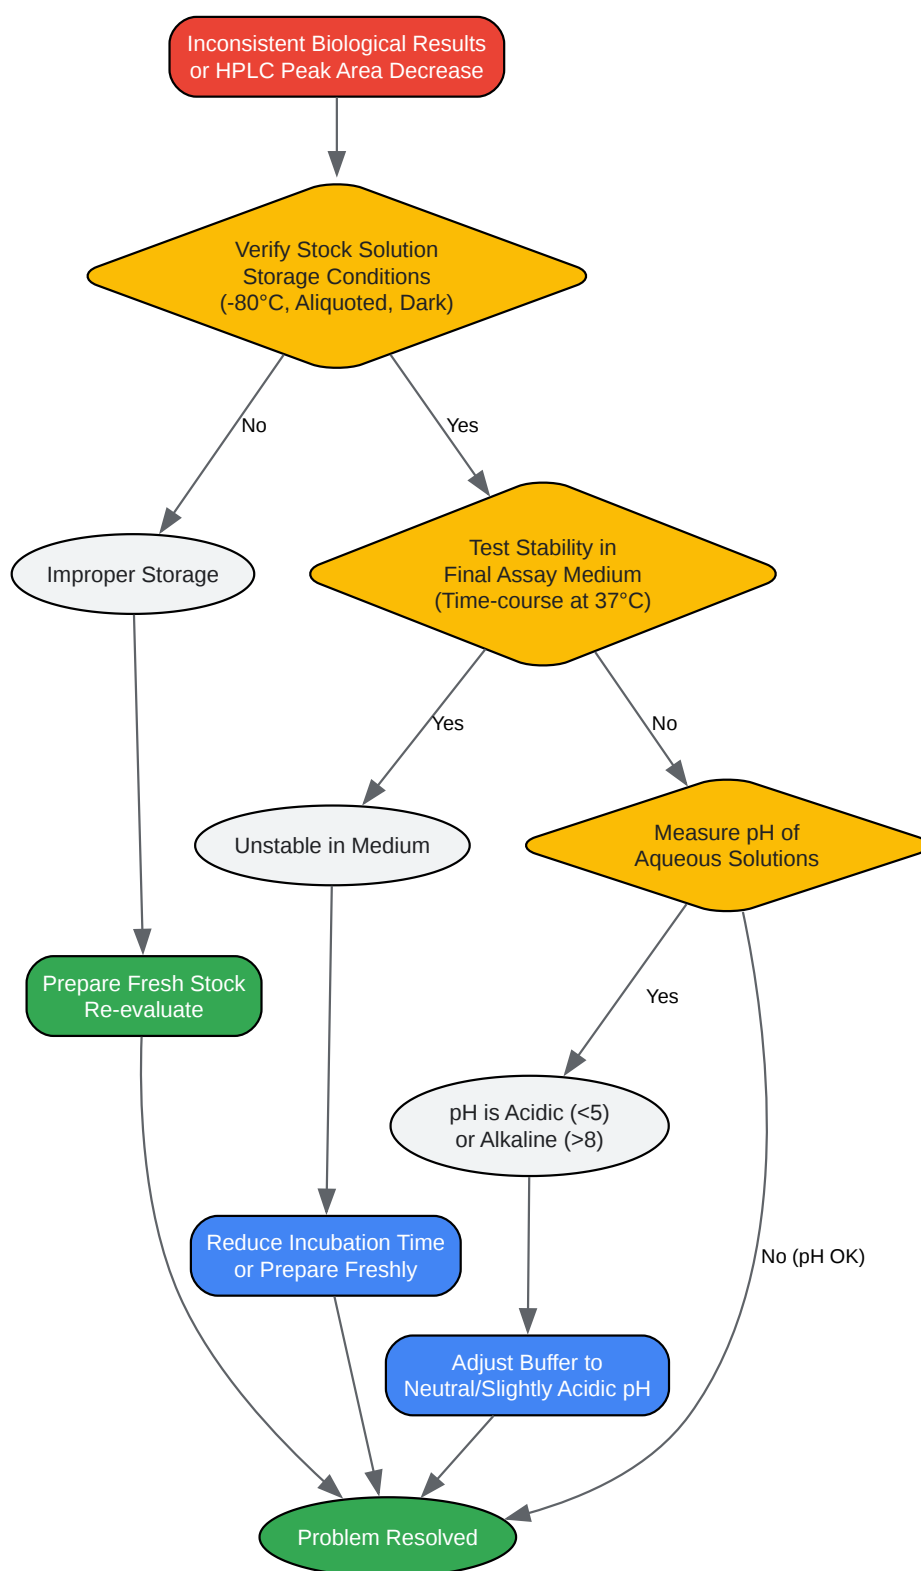 Inconsistent Biological Results
or HPLC Peak Area Decrease
Verify Stock Solution
Storage Conditions
(-80°C, Aliquoted, Dark)
No
Yes
Improper Storage
Test Stability in
Final Assay Medium
(Time-course at 37°C)
Yes
No
Unstable in Medium
Measure pH of
Aqueous Solutions
Prepare Fresh Stock
Re-evaluate
Yes
pH is Acidic (<5)
or Alkaline (>8)
Reduce Incubation Time
or Prepare Freshly
No (pH OK)
Adjust Buffer to
Neutral/Slightly Acidic pH
Problem Resolved